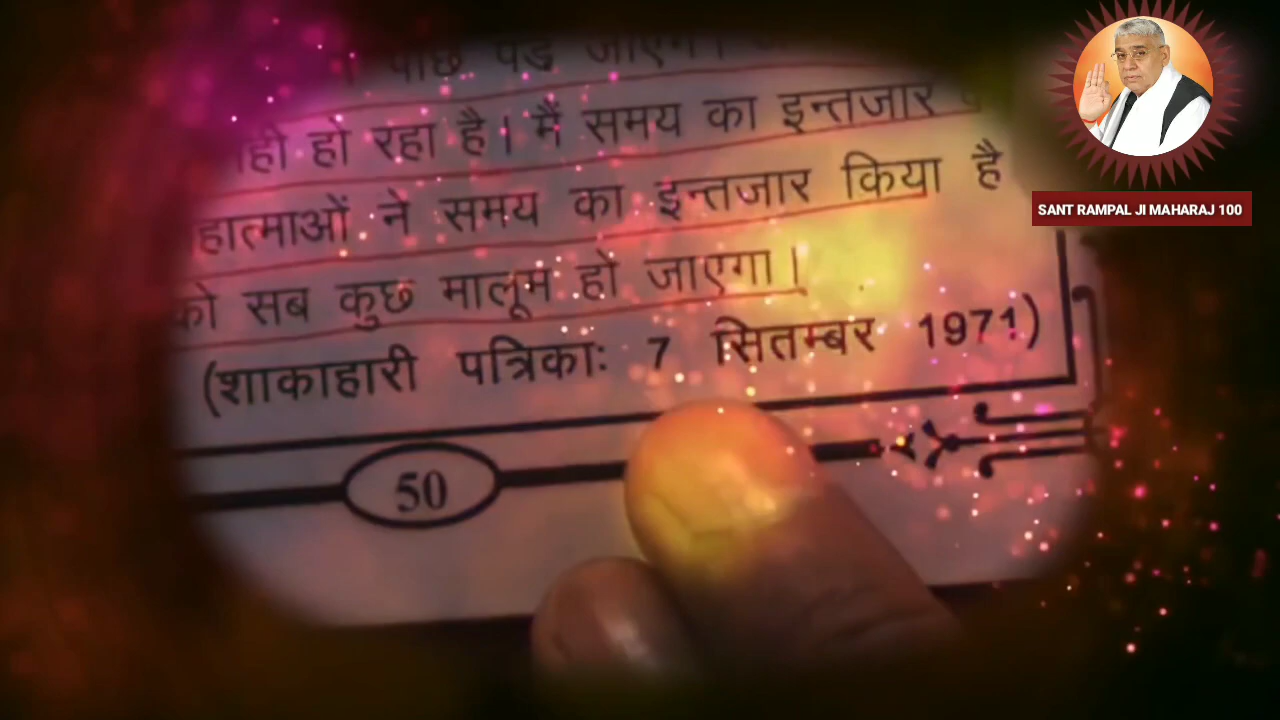 पीछे पड़ जाएंगे।
ही हो रहा है। मैं समय का इन्तजार
हात्माओं ने समय का इन्तजार किया है
को सब कुछ मालूम हो जाएगा।
(शाकाहारी पत्रिकाः 7 सितम्बर 1971)
50
SANT RAMPAL JI MAHARAJ 100